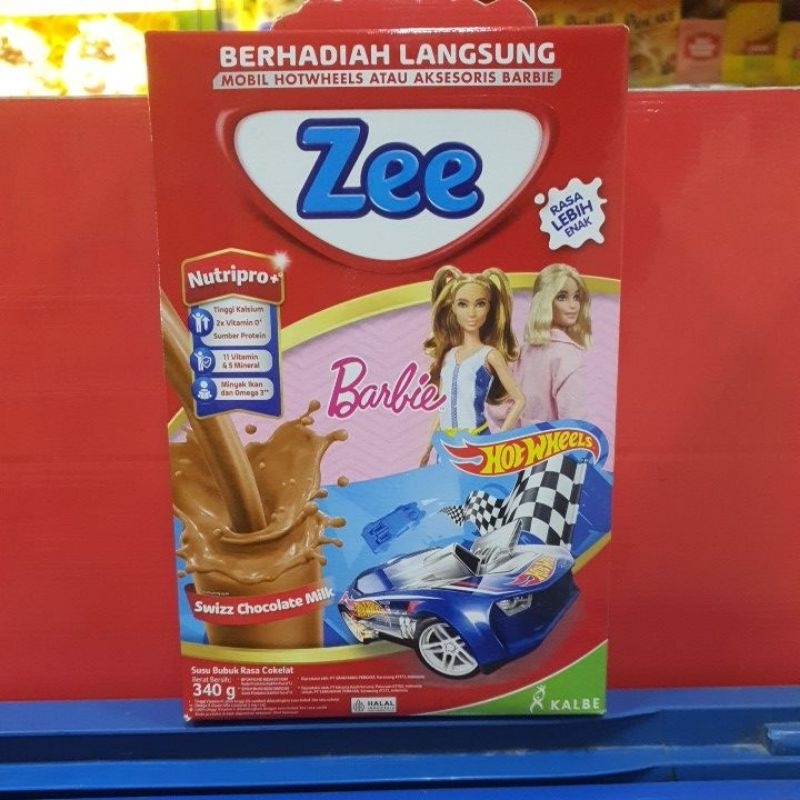 BERHADIAH LANGSUNG
MOBIL HOTWHEELS ATAU AKSESORIS BARBIE
Zee
RASA
LEBIH
ENAK
Nutripro+
Tinggi Kalsium
2x Vitamin D*
Sumber Protein
11 Vitamin
& 5 Mineral
Minyak Ikan
dan Omega 3**
Barbie
HOT WHEELS
Swizz Chocolate Milk
Susu Bubuk Rasa Cokelat
Berat Bersih:
340 g
HALAL
INDONESIA
KALBE